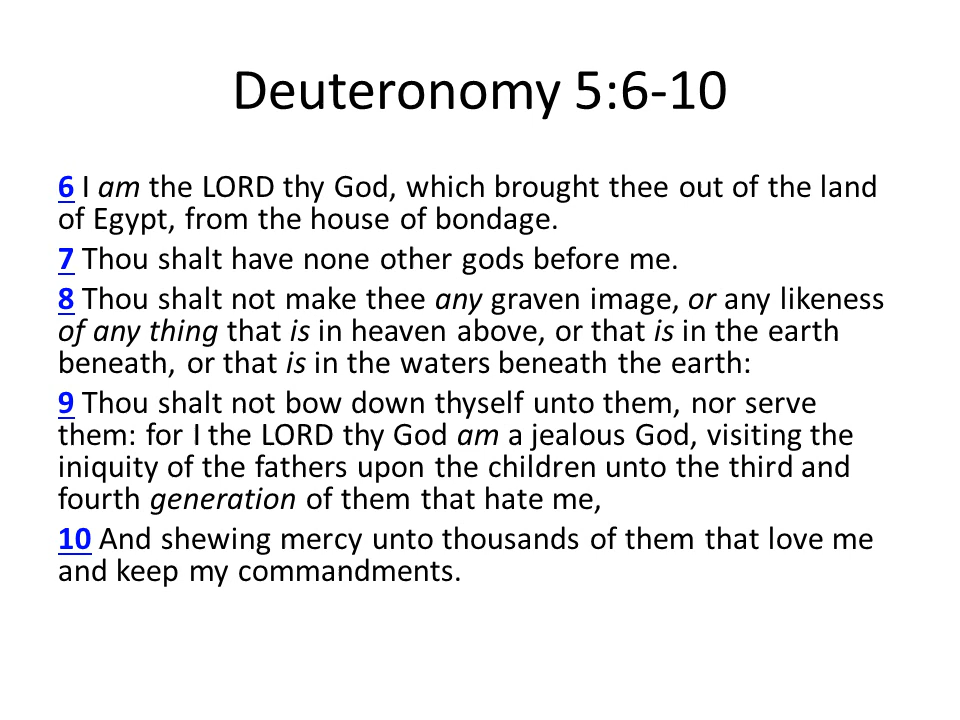 Deuteronomy 5:6-10
6 I am the LORD thy God, which brought thee out of the land
of Egypt, from the house of bondage.
7 Thou shalt have none other gods before me.
8 Thou shalt not make thee any graven image, or any likeness
of any thing that is in heaven above, or that is in the earth
beneath, or that is in the waters beneath the earth:
9 Thou shalt not bow down thyself unto them, nor serve
them: for I the LORD thy God am a jealous God, visiting the
iniquity of the fathers upon the children unto the third and
fourth generation of them that hate me,
10 And shewing mercy unto thousands of them that love me
and keep my commandments.